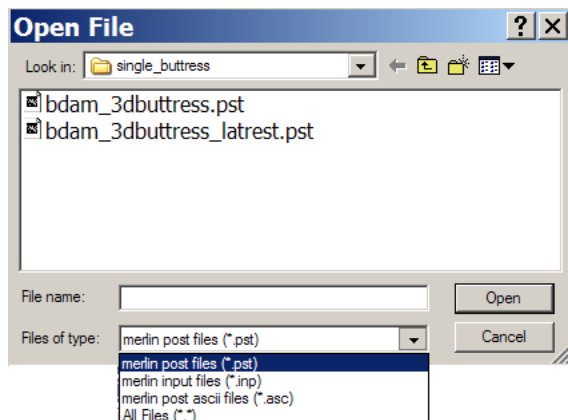 Open File
Look in: single_buttress
bdam_3dbuttress.pst
bdam_3dbuttress_latrest.pst
File name:
Open
Files of type: merlin post files (*.pst)
Cancel
merlin post files (*.pst)
merlin input files (*.inp)
merlin post ascii files (*.asc)
All Files (*.*)